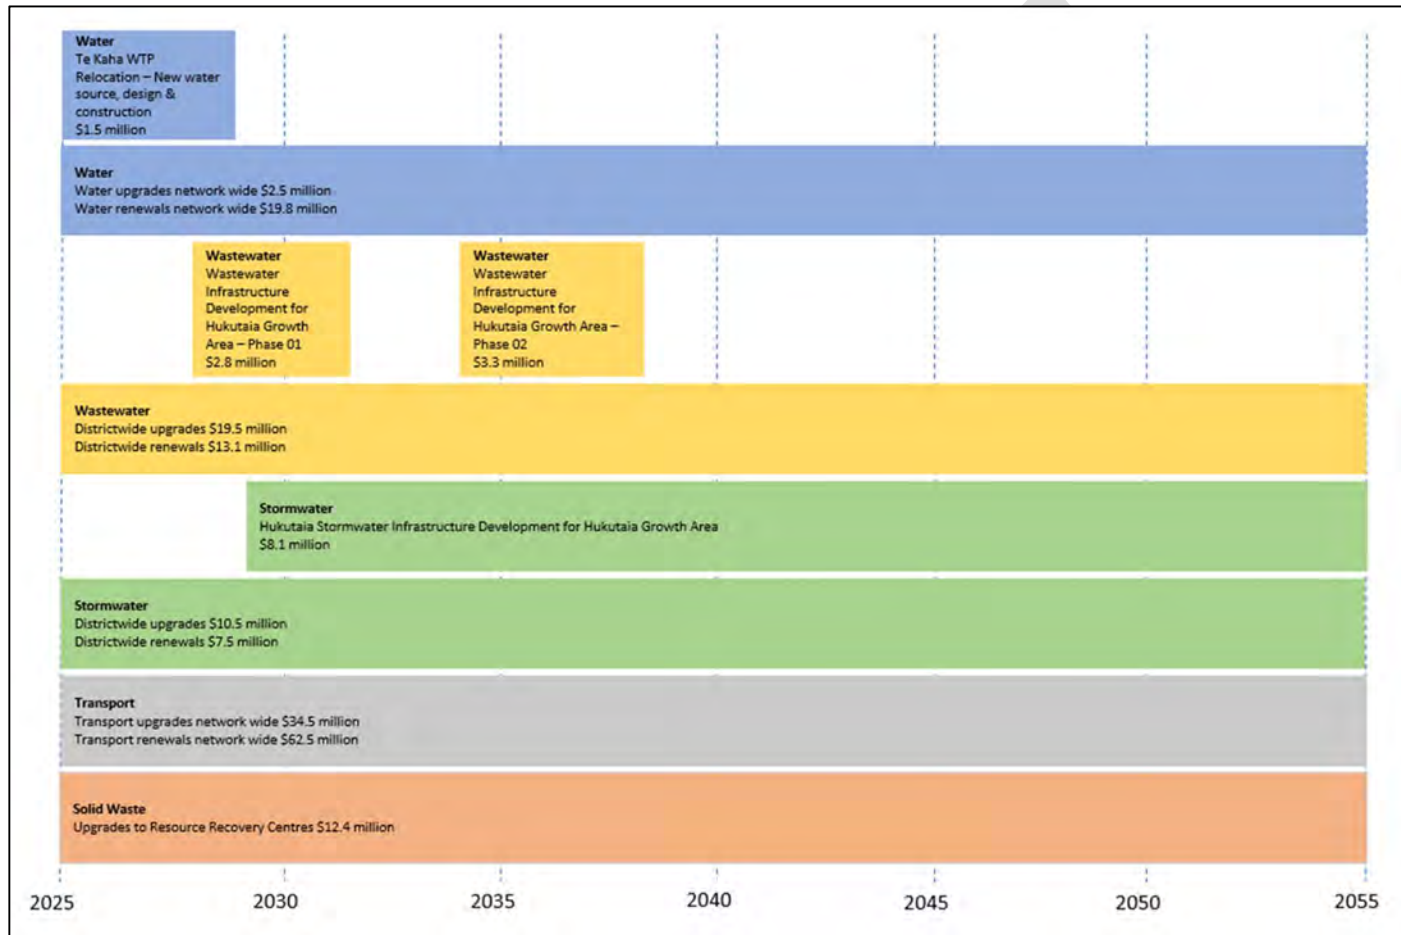 Water
Te Kaha WTP
Relocation – New water
source, design &
construction
$1.5 million
Water
Water upgrades network wide $2.5 million
Water renewals network wide $19.8 million
Wastewater
Wastewater
Infrastructure
Development for
Hukutaia Growth
Area – Phase 01
$2.8 million
Wastewater
Wastewater
Infrastructure
Development for
Hukutaia Growth Area –
Phase 02
$3.3 million
Wastewater
Districtwide upgrades $19.5 million
Districtwide renewals $13.1 million
Stormwater
Hukutaia Stormwater Infrastructure Development for Hukutaia Growth Area
$8.1 million
Stormwater
Districtwide upgrades $10.5 million
Districtwide renewals $7.5 million
Transport
Transport upgrades network wide $34.5 million
Transport renewals network wide $62.5 million
Solid Waste
Upgrades to Resource Recovery Centres $12.4 million
2025 2030 2035 2040 2045 2050 2055